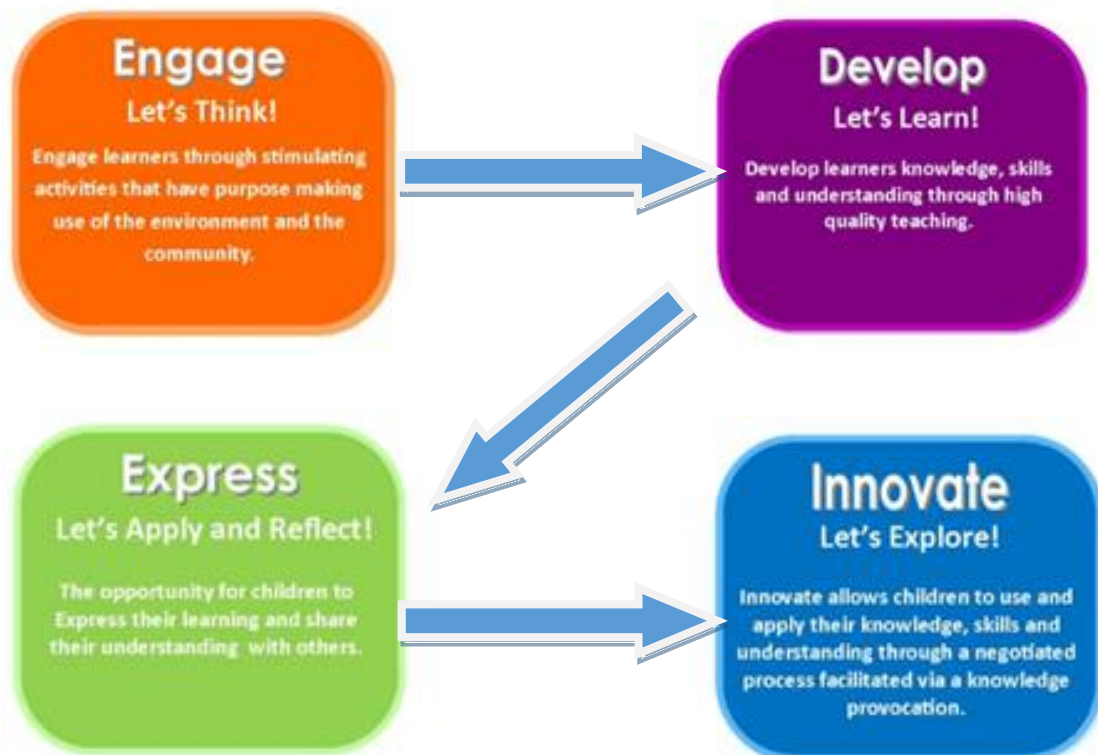 Engage
Let's Think!
Engage learners through stimulating
activities that have purpose making
use of the environment and the
community.
Develop
Let's Learn!
Develop learners knowledge, skills
and understanding through high
quality teaching.
Express
Let's Apply and Reflect!
The opportunity for children to
Express their learning and share
their understanding with others.
Innovate
Let's Explore!
Innovate allows children to use and
apply their knowledge, skills and
understanding through a negotiated
process facilitated via a knowledge
provocation.